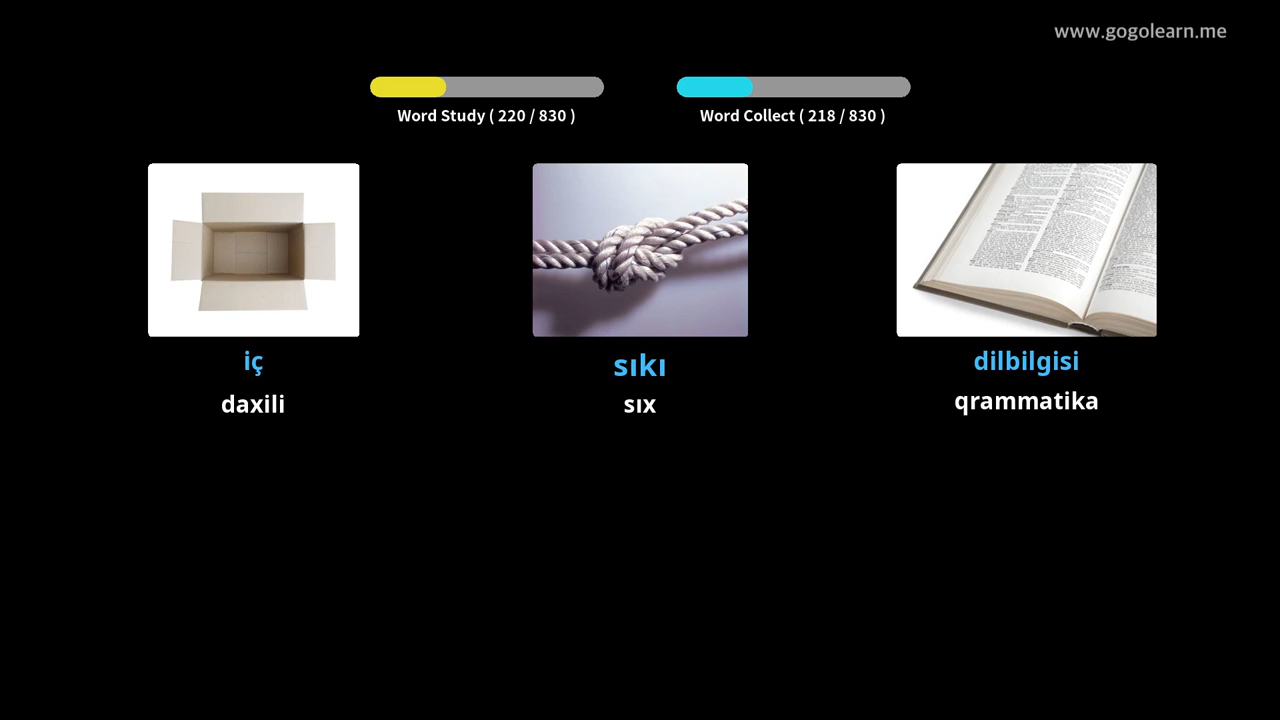 www.gogolearn.me
Word Study ( 220 / 830 )
Word Collect ( 218 / 830 )
iç
sıkı
dilbilgisi
daxili
sıx
qrammatika